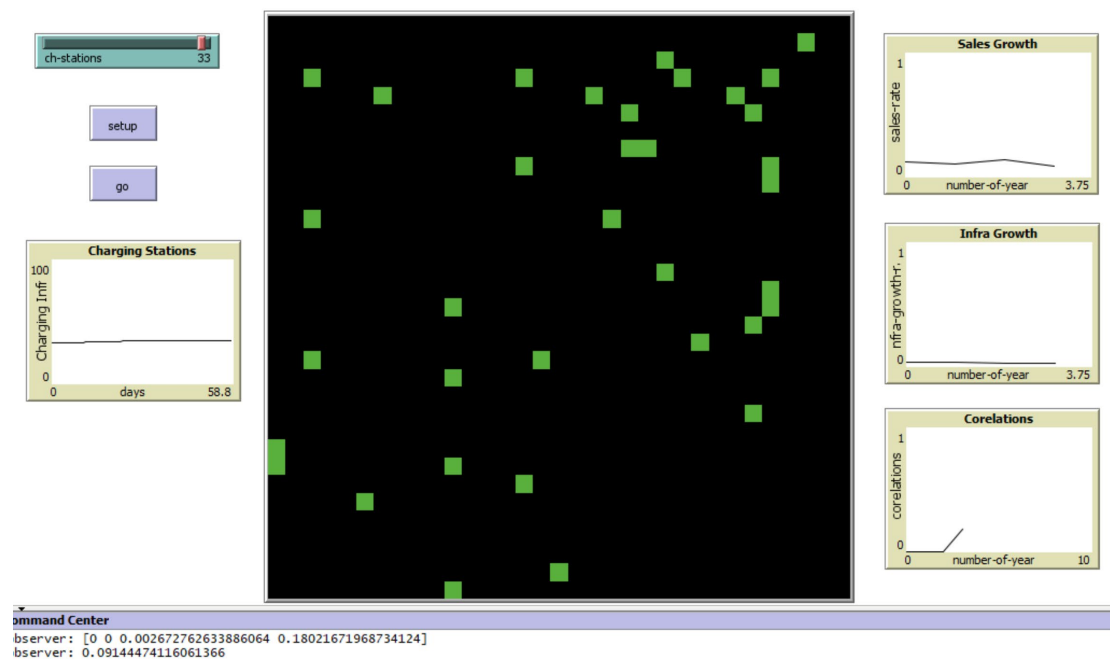 ch-stations 33
setup
go
Charging Stations
100
Charging Infr
0
0 days 58.8
Sales Growth
1
sales-rate
0
0 number-of-year 3.75
Infra Growth
1
nfra-growth-r.
0
0 number-of-year 3.75
Corelations
1
corelations
0
0 number-of-year 10
ommand Center
bserver: [0 0 0.002672762633886064 0.18021671968734124]
bserver: 0.09144474116061366